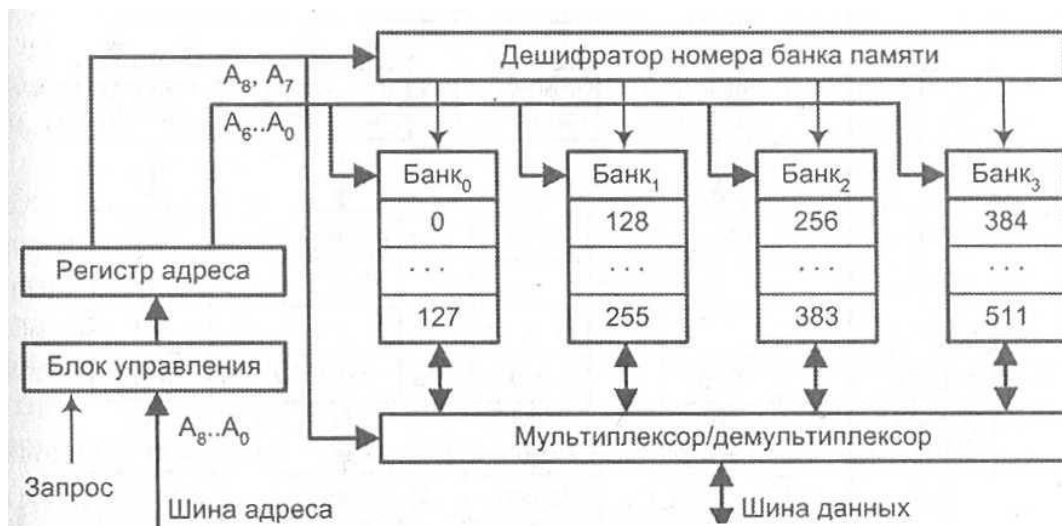 Дешифратор номера банка памяти
A₈, A₇
A₆..A₀
Банк₀ Банк₁ Банк₂ Банк₃
0 128 256 384
... ... ... ...
127 255 383 511
Регистр адреса
Блок управления
A₈..A₀
Мультиплексор/демультиплексор
Запрос
Шина адреса
Шина данных